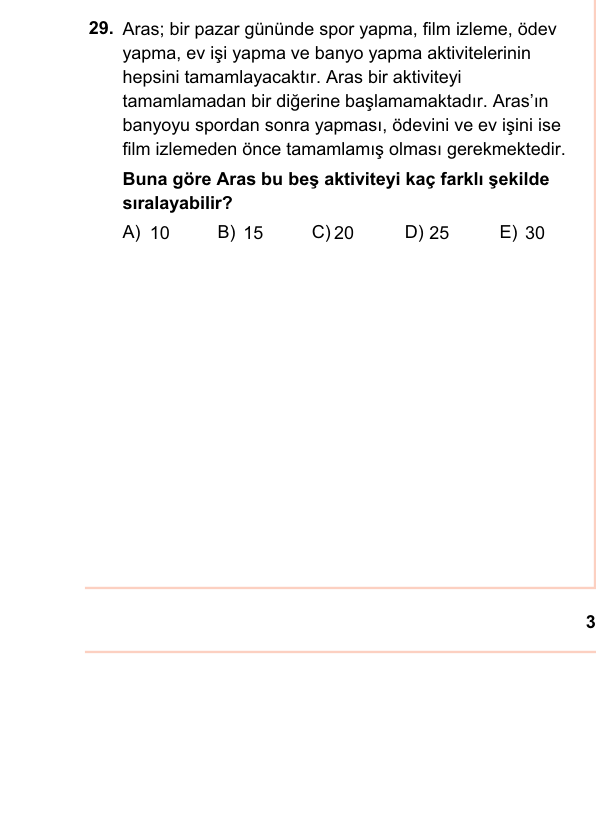 29. Aras; bir pazar gününde spor yapma, film izleme, ödev
yapma, ev işi yapma ve banyo yapma aktivitelerinin
hepsini tamamlayacaktır. Aras bir aktiviteyi
tamamlamadan bir diğerine başlamamaktadır. Aras’ın
banyoyu spordan sonra yapması, ödevini ve ev işini ise
film izlemeden önce tamamlamış olması gerekmektedir.
Buna göre Aras bu beş aktiviteyi kaç farklı şekilde
sıralayabilir?
A) 10 B) 15 C) 20 D) 25 E) 30
3